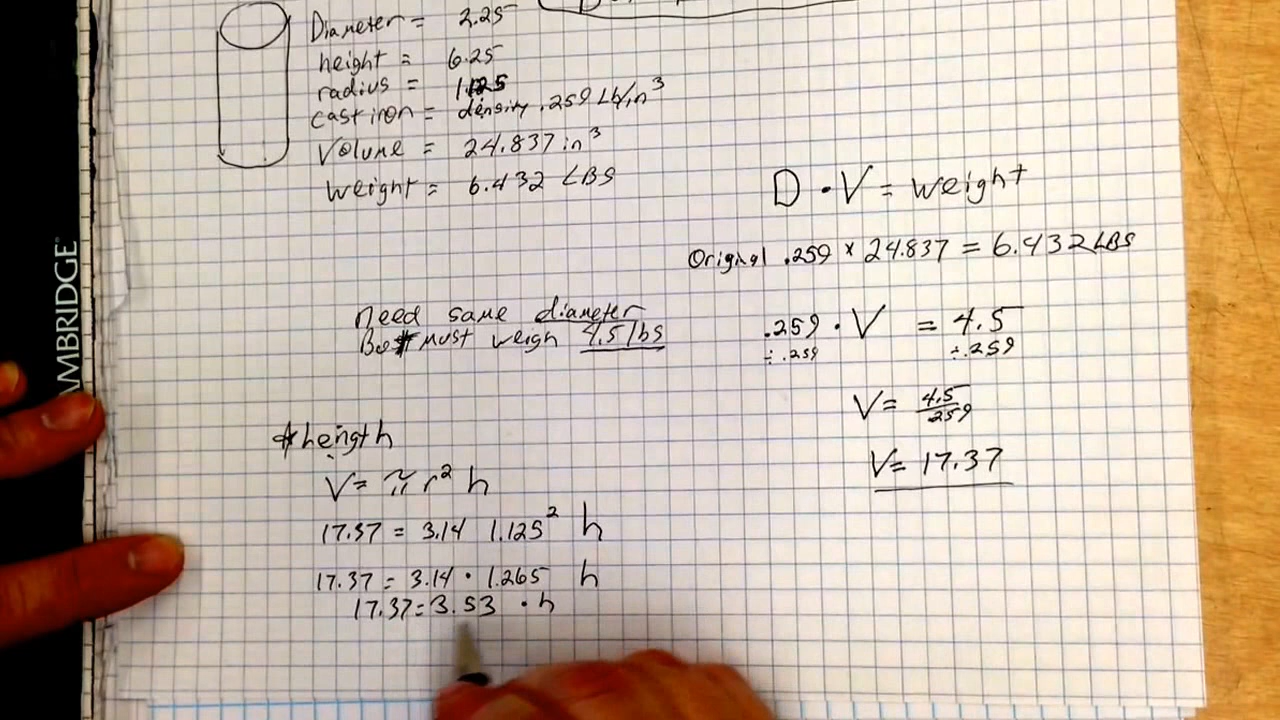 Diameter = 2.25
height = 6.25
radius = 1.125
cast iron = density .259 Lb/in³
Volume = 24.837 in³
Weight = 6.432 LBS
D · V = weight
Original .259 × 24.837 = 6.432 LBS
need same diameter
But must weigh 4.5 lbs
.259 · V = 4.5
÷ .259 ÷ .259
V = 4.5/.259
V = 17.37
height
V = π r² h
17.37 = 3.14 1.125² h
17.37 = 3.14 · 1.265 h
17.37 = 3.53 · h
AMBRIDGE